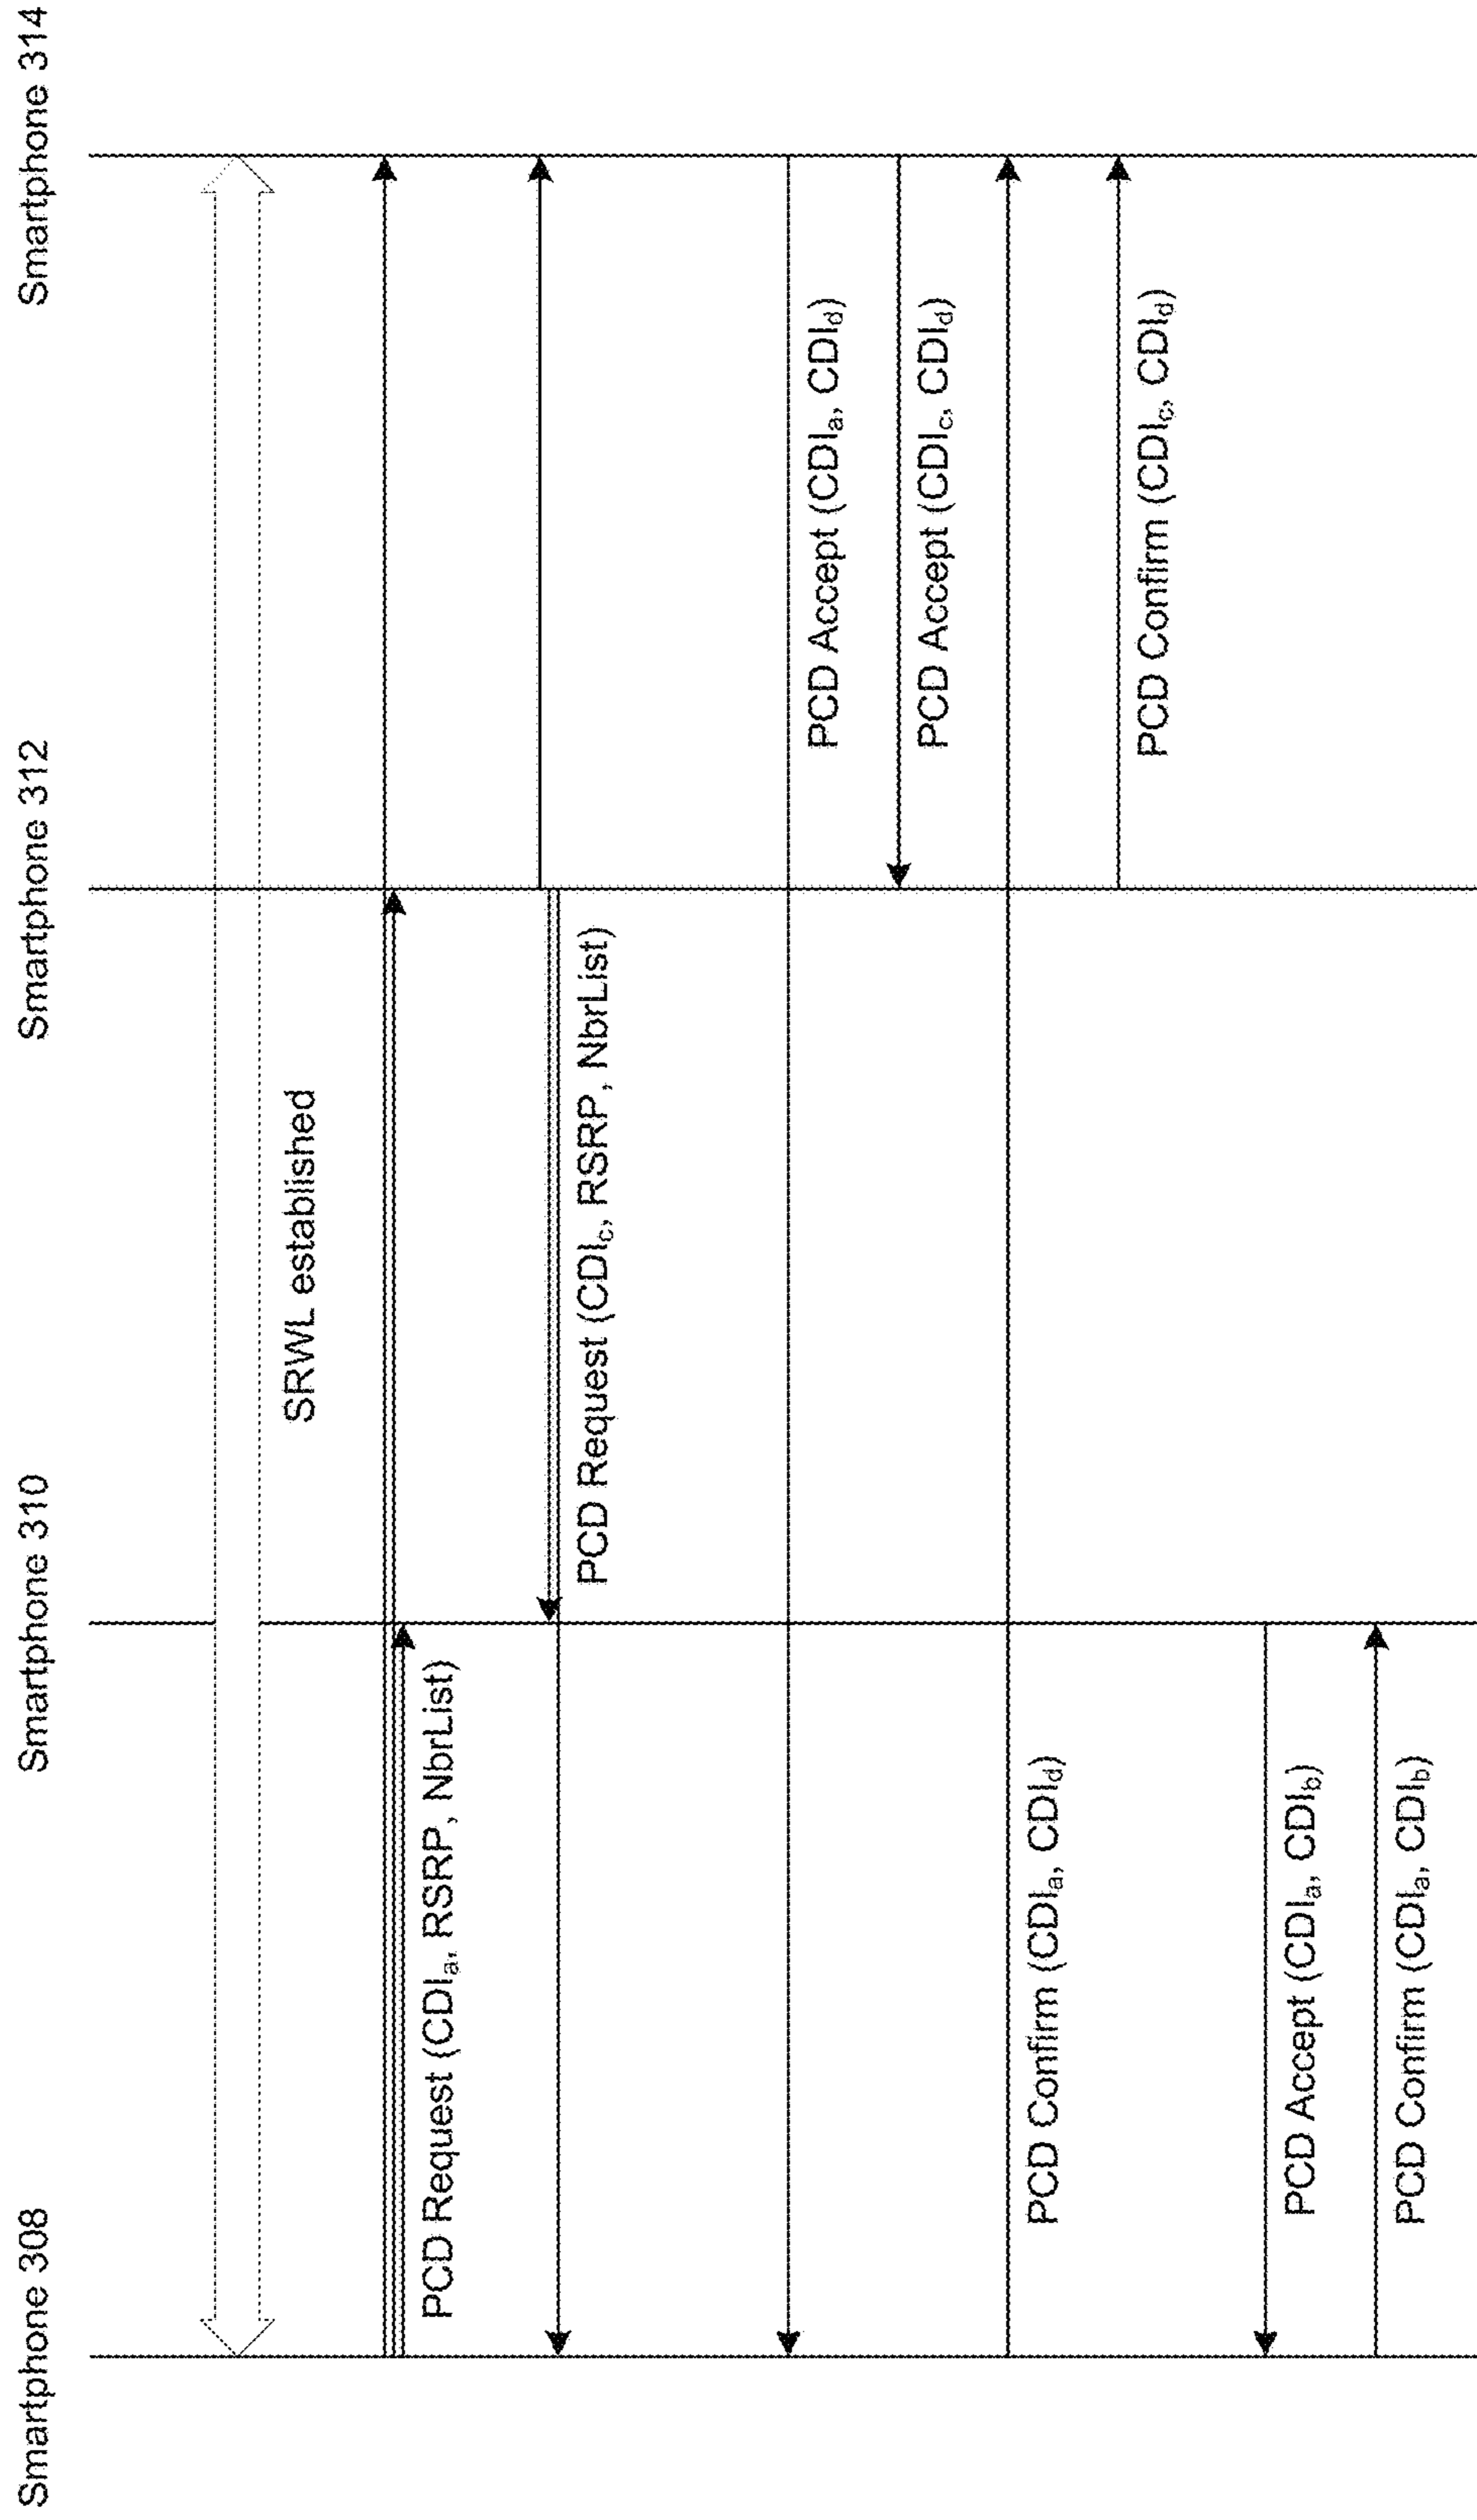 Smartphone 308
Smartphone 310
Smartphone 312
Smartphone 314
SRWL established
PCD Request (CDIa, RSRP, NbrList)
PCD Request (CDIc, RSRP, NbrList)
PCD Accept (CDIa, CDId)
PCD Accept (CDIc, CDId)
PCD Confirm (CDIa, CDId)
PCD Confirm (CDIc, CDId)
PCD Accept (CDIa, CDIb)
PCD Confirm (CDIa, CDIb)